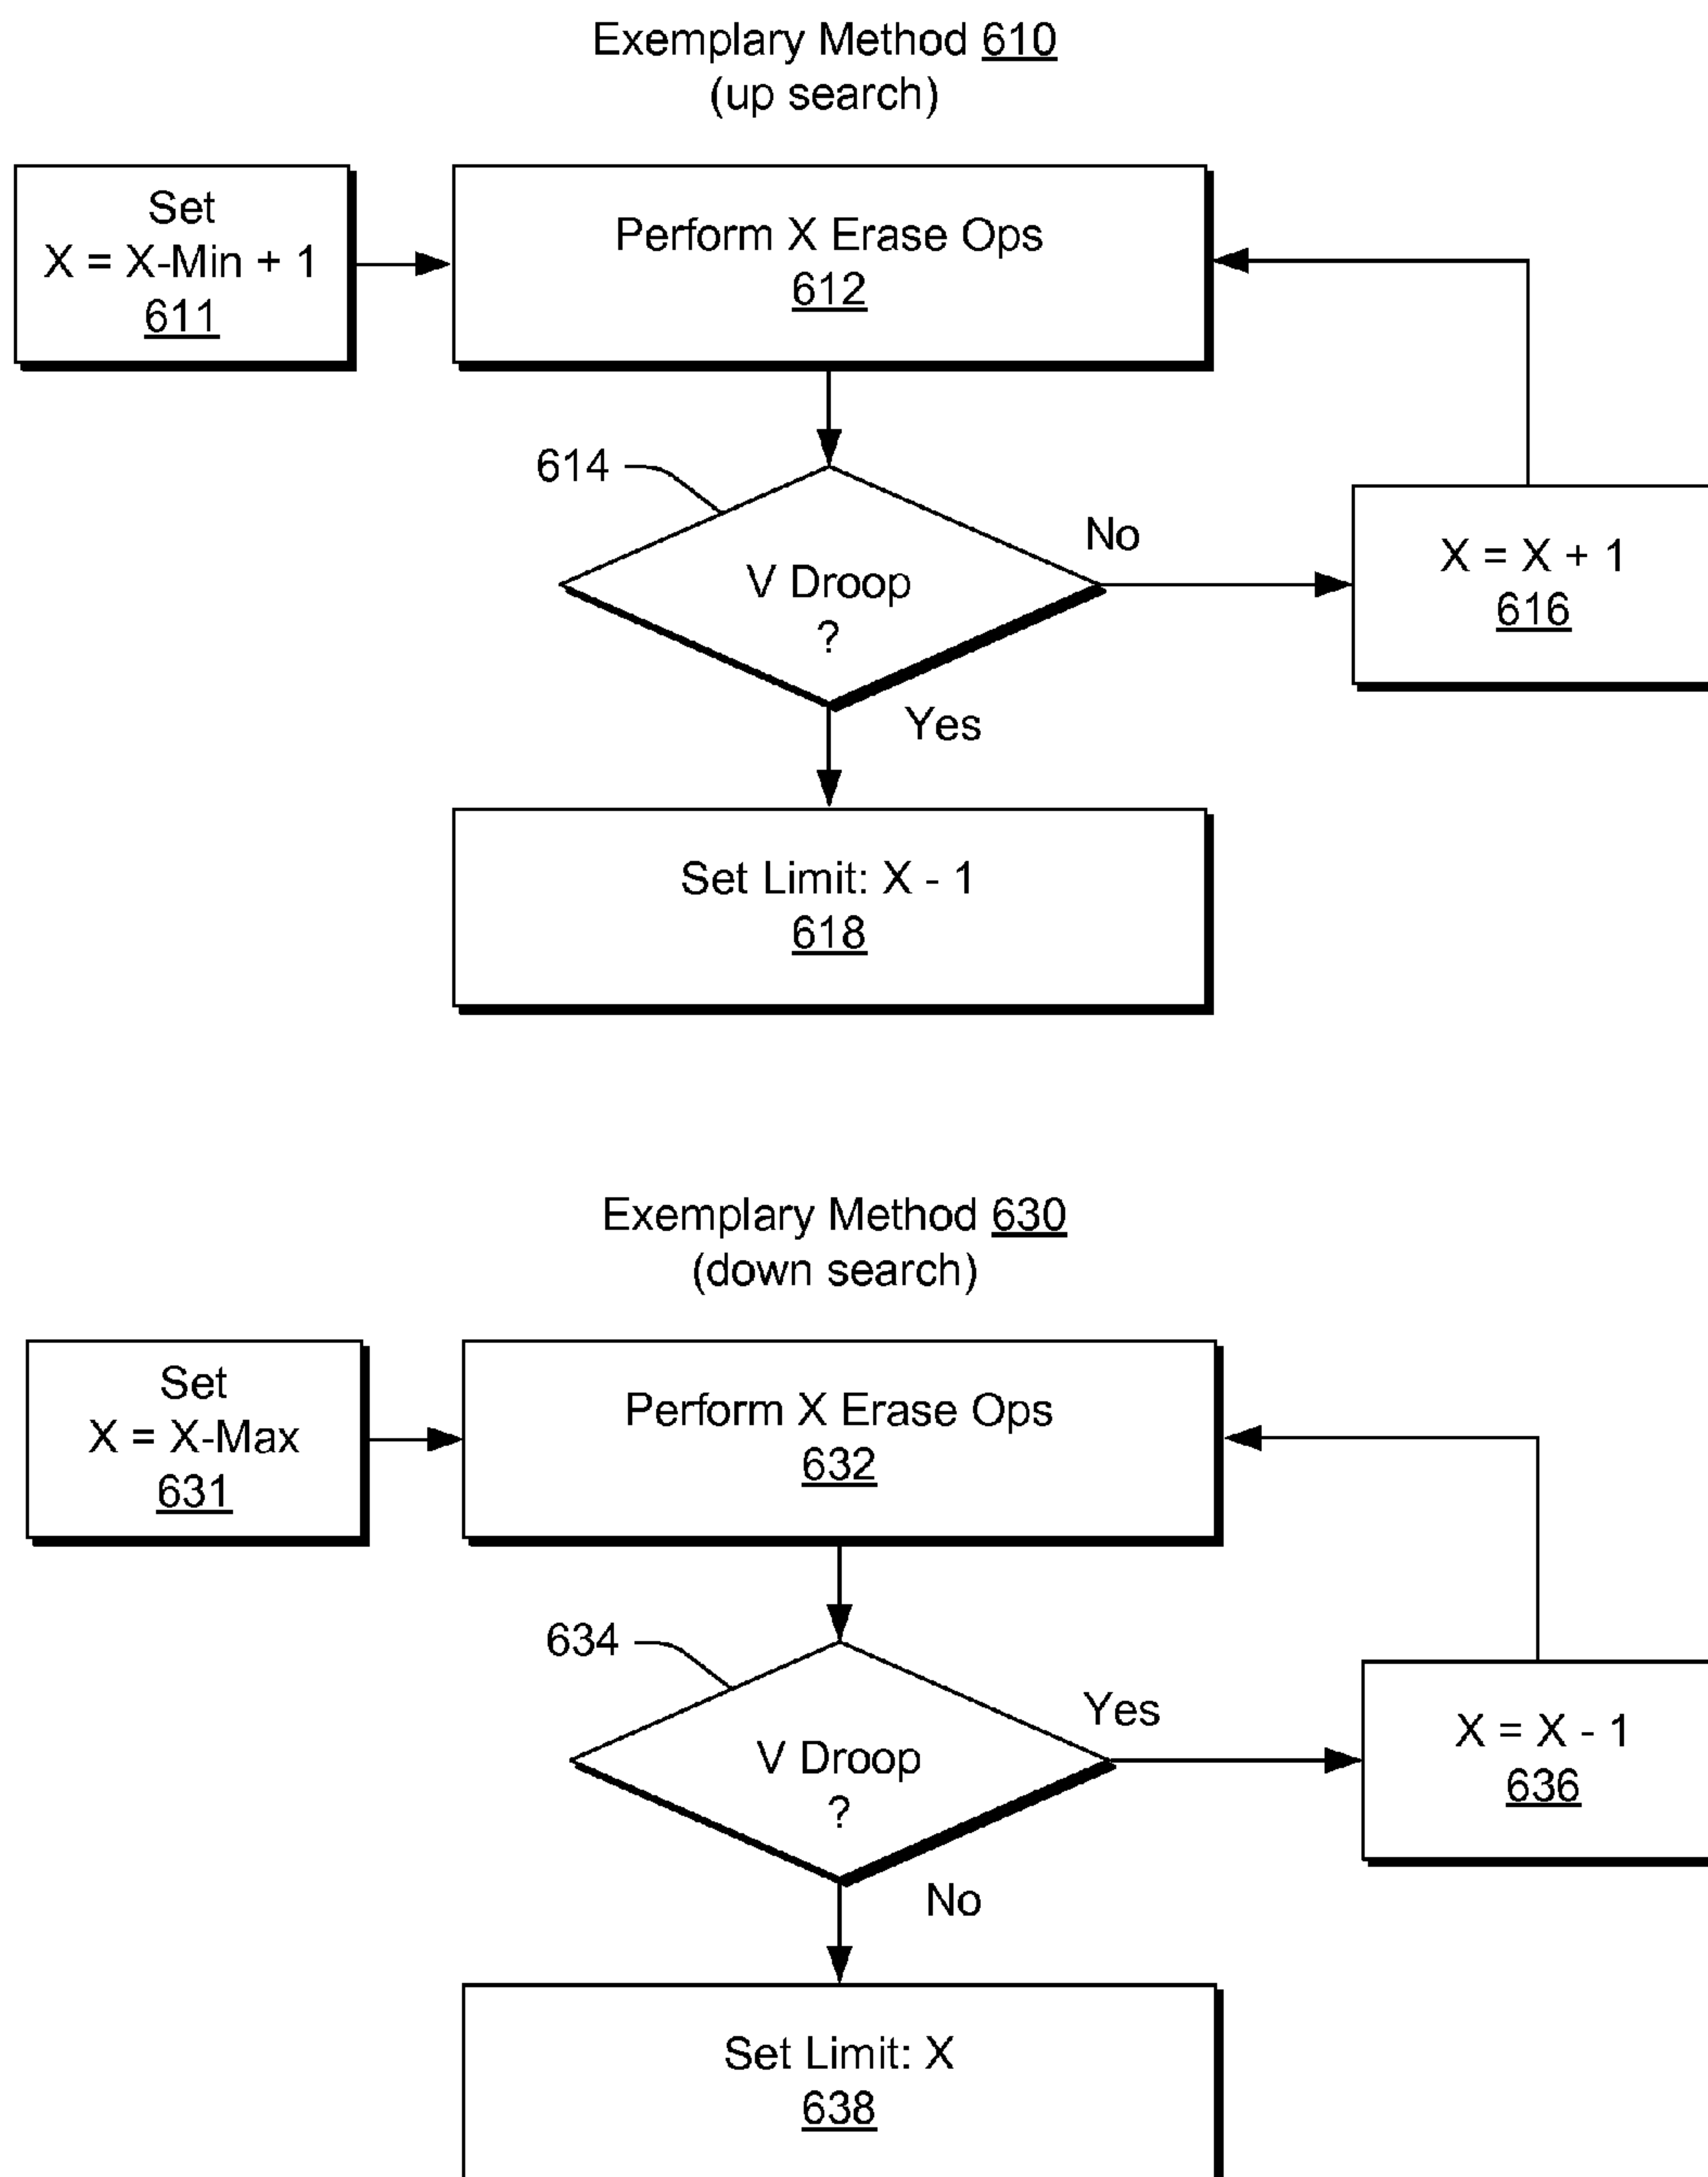 Exemplary Method 610
(up search)
Set
X = X-Min + 1
611
Perform X Erase Ops
612
614
V Droop
?
No
X = X + 1
616
Yes
Set Limit: X - 1
618
Exemplary Method 630
(down search)
Set
X = X-Max
631
Perform X Erase Ops
632
634
V Droop
?
Yes
X = X - 1
636
No
Set Limit: X
638